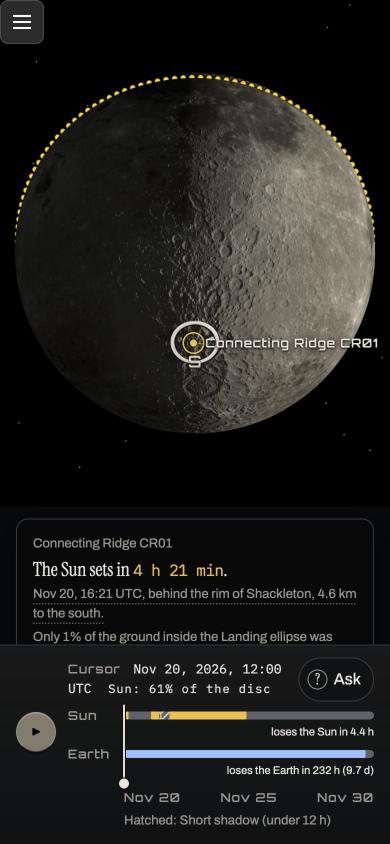 Connecting Ridge CR01
S
Connecting Ridge CR01
The Sun sets in 4 h 21 min.
Nov 20, 16:21 UTC, behind the rim of Shackleton, 4.6 km
to the south.
Only 1% of the ground inside the Landing ellipse was
Cursor Nov 20, 2026, 12:00
UTC Sun: 61% of the disc
? Ask
Sun
loses the Sun in 4.4 h
Earth
loses the Earth in 232 h (9.7 d)
Nov 20 Nov 25 Nov 30
Hatched: Short shadow (under 12 h)